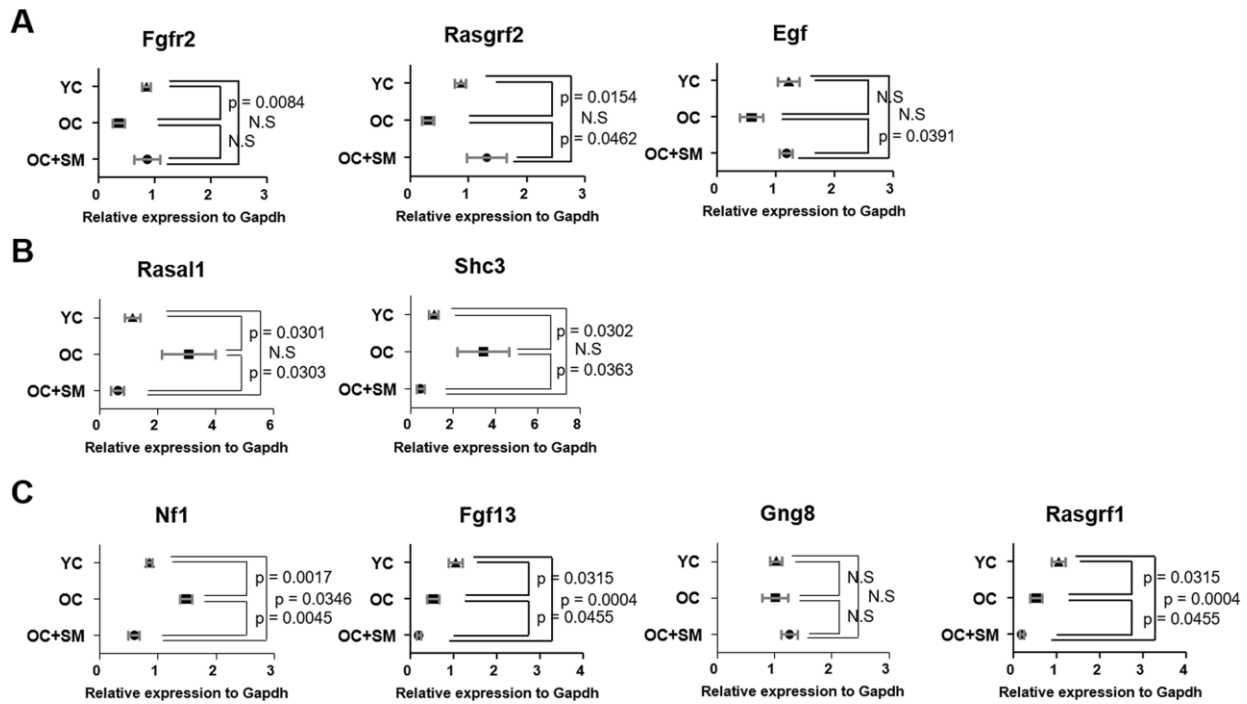 A
Fgfr2
YC
OC
OC+SM
p = 0.0084
N.S
N.S
0 1 2 3
Relative expression to Gapdh
Rasgrf2
YC
OC
OC+SM
p = 0.0154
N.S
p = 0.0462
0 1 2 3
Relative expression to Gapdh
Egf
YC
OC
OC+SM
N.S
N.S
p = 0.0391
0 1 2 3
Relative expression to Gapdh
B
Rasal1
YC
OC
OC+SM
p = 0.0301
N.S
p = 0.0303
0 2 4 6
Relative expression to Gapdh
Shc3
YC
OC
OC+SM
p = 0.0302
N.S
p = 0.0363
0 2 4 6 8
Relative expression to Gapdh
C
Nf1
YC
OC
OC+SM
p = 0.0017
p = 0.0346
p = 0.0045
0 1 2 3
Relative expression to Gapdh
Fgf13
YC
OC
OC+SM
p = 0.0315
p = 0.0004
p = 0.0455
0 1 2 3 4
Relative expression to Gapdh
Gng8
YC
OC
OC+SM
N.S
N.S
N.S
0 1 2 3
Relative expression to Gapdh
Rasgrf1
YC
OC
OC+SM
p = 0.0315
p = 0.0004
p = 0.0455
0 1 2 3 4
Relative expression to Gapdh